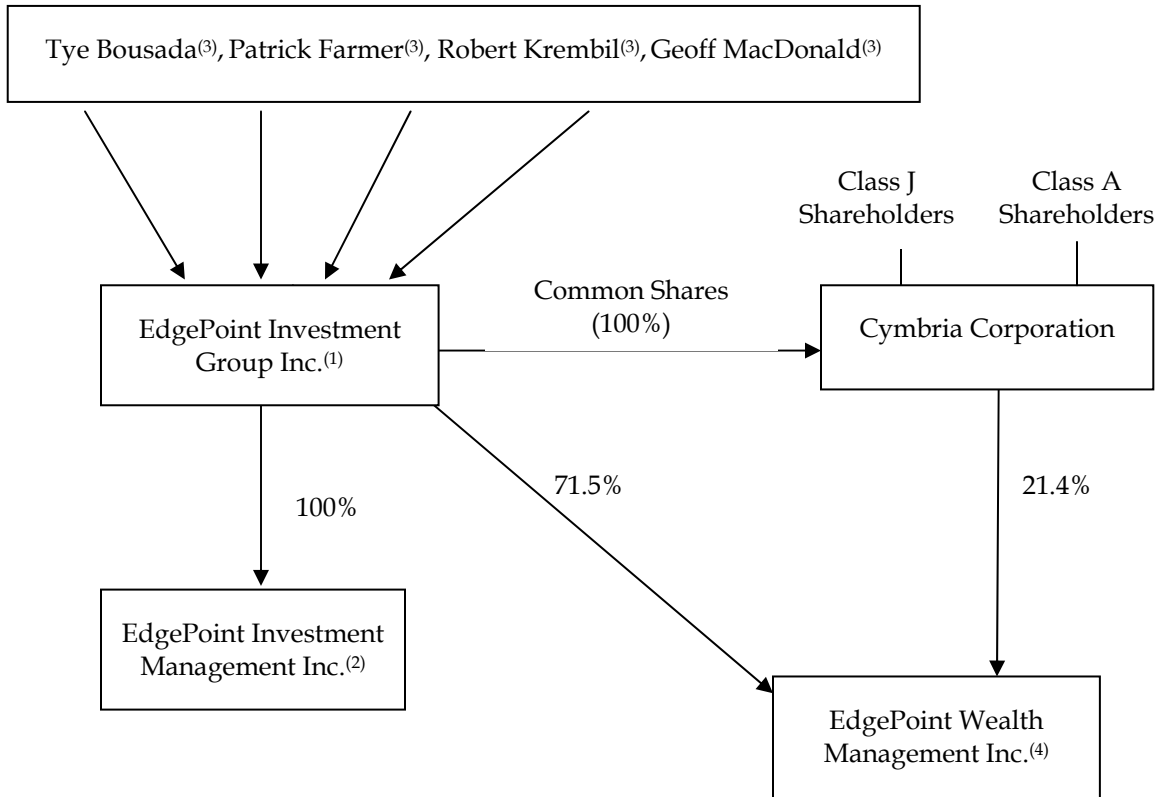 Tye Bousada(3), Patrick Farmer(3), Robert Krembil(3), Geoff MacDonald(3)
Class J
Shareholders
Class A
Shareholders
EdgePoint Investment
Group Inc.(1)
Common Shares
(100%)
Cymbria Corporation
100%
71.5%
21.4%
EdgePoint Investment
Management Inc.(2)
EdgePoint Wealth
Management Inc.(4)